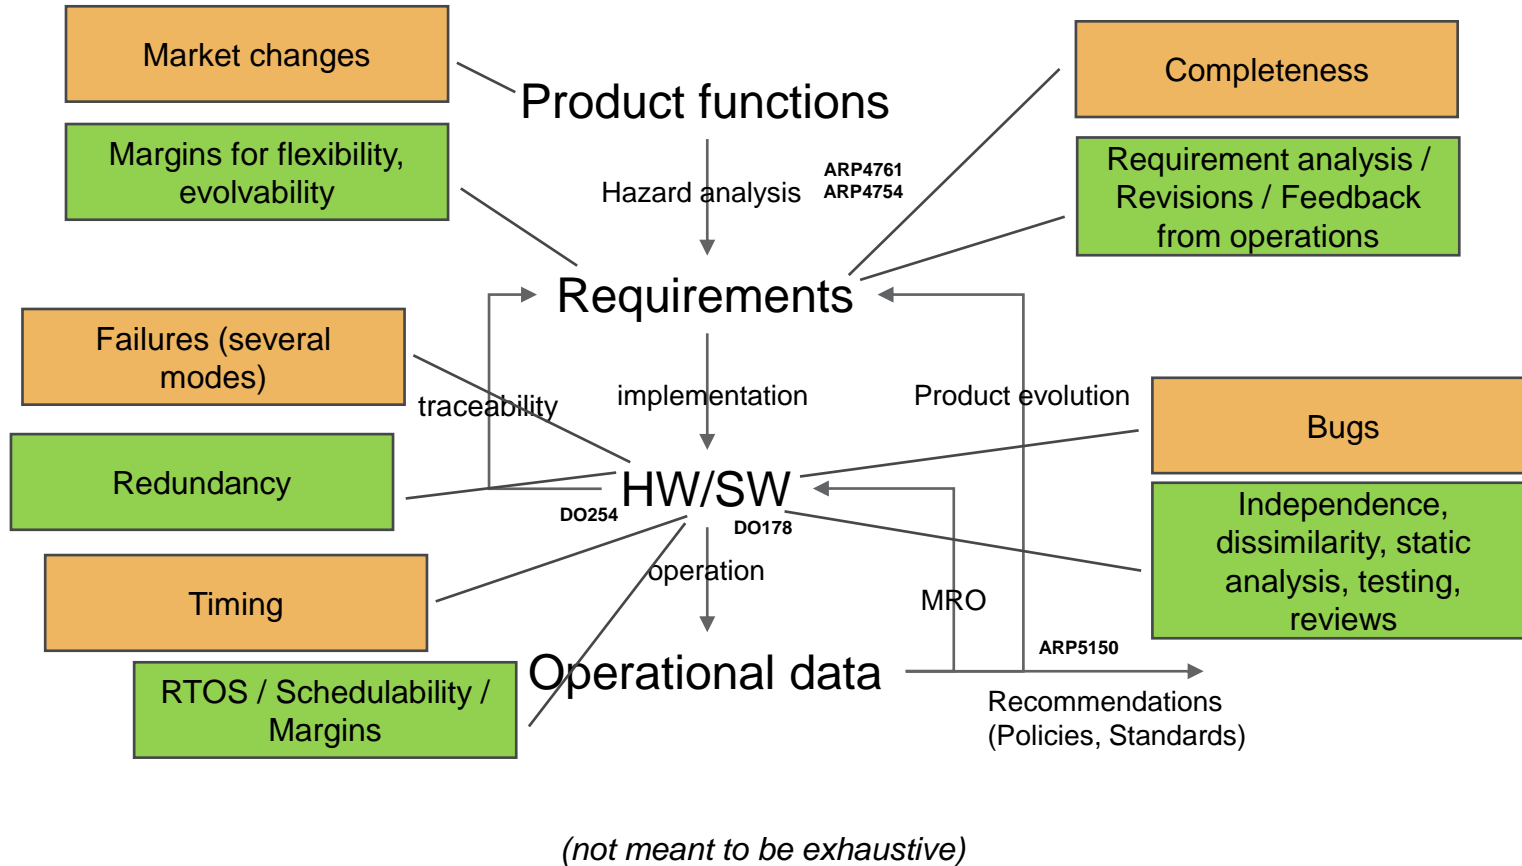 Market changes
Completeness
Product functions
Margins for flexibility,
evolvability
Requirement analysis /
Revisions / Feedback
from operations
ARP4761
ARP4754
Hazard analysis
Requirements
Failures (several
modes)
traceability
implementation
Product evolution
Bugs
Redundancy
HW/SW
DO254
DO178
Independence,
dissimilarity, static
analysis, testing,
reviews
operation
Timing
MRO
ARP5150
Operational data
RTOS / Schedulability /
Margins
Recommendations
(Policies, Standards)
(not meant to be exhaustive)